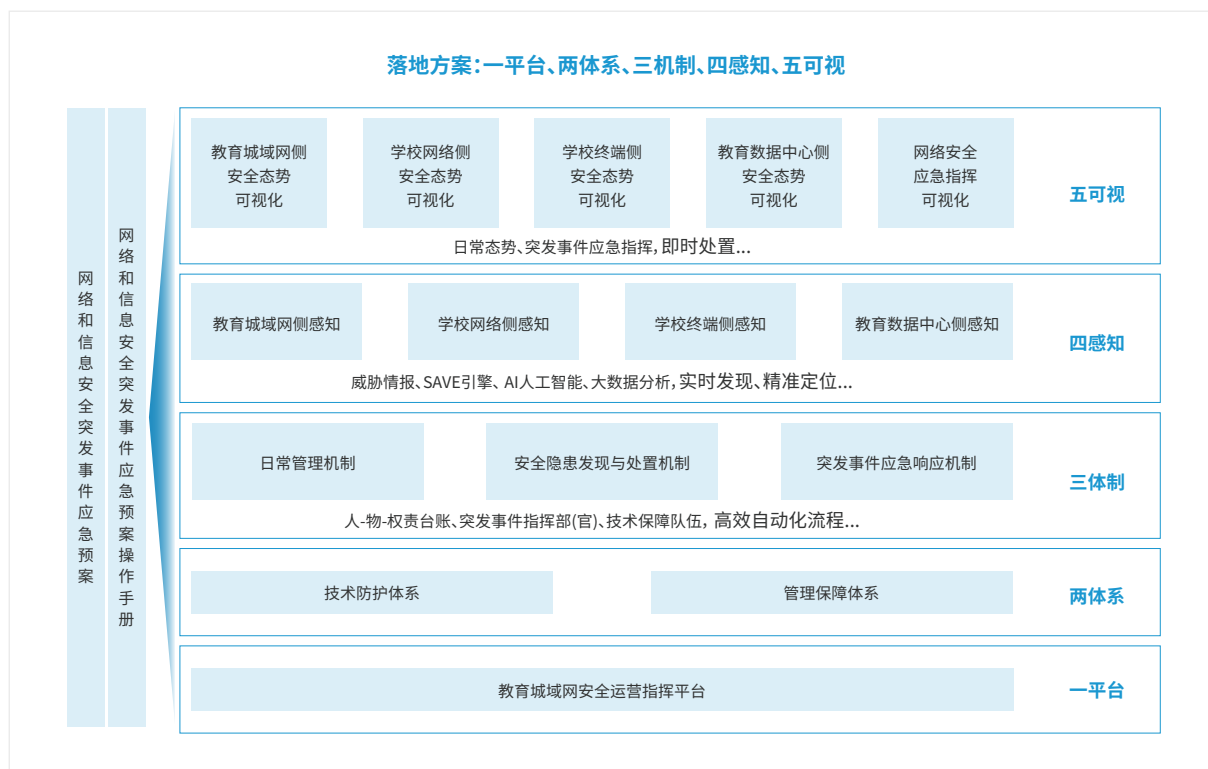 落地方案:一平台、两体系、三机制、四感知、五可视
网络和信息安全突发事件应急预案
网络和信息安全突发事件应急预案操作手册
教育城域网侧
安全态势
可视化
学校网络侧
安全态势
可视化
学校终端侧
安全态势
可视化
教育数据中心侧
安全态势
可视化
网络安全
应急指挥
可视化
五可视
日常态势、突发事件应急指挥,即时处置...
教育城域网侧感知
学校网络侧感知
学校终端侧感知
教育数据中心侧感知
四感知
威胁情报、SAVE引擎、AI人工智能、大数据分析,实时发现、精准定位...
日常管理机制
安全隐患发现与处置机制
突发事件应急响应机制
三体制
人-物-权责台账、突发事件指挥部(官)、技术保障队伍,高效自动化流程...
技术防护体系
管理保障体系
两体系
教育城域网安全运营指挥平台
一平台